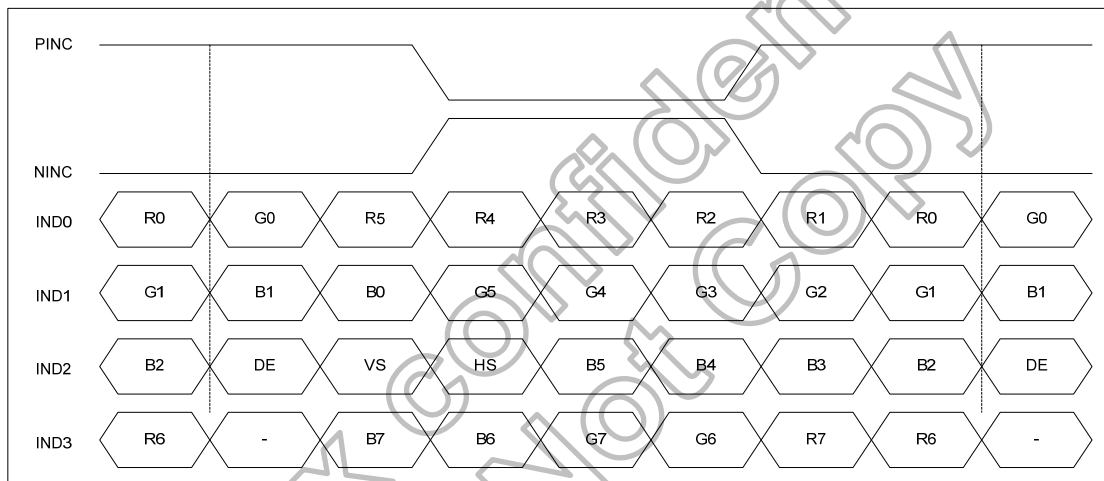 PINC
NINC
IND0 R0 G0 R5 R4 R3 R2 R1 R0 G0
IND1 G1 B1 B0 G5 G4 G3 G2 G1 B1
IND2 B2 DE VS HS B5 B4 B3 B2 DE
IND3 R6 - B7 B6 G7 G6 R7 R6 -
Not Copy